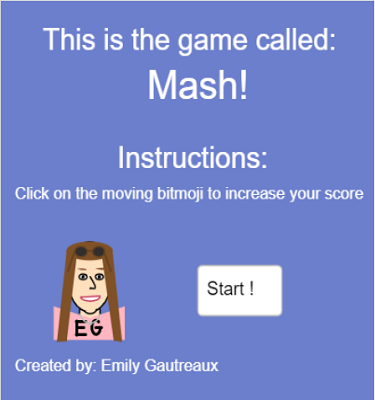 This is the game called:
Mash!
Instructions:
Click on the moving bitmoji to increase your score
Start !
EG
Created by: Emily Gautreaux